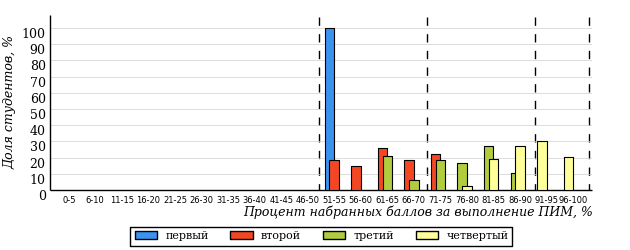 Доля студентов, %
100
90
80
70
60
50
40
30
20
10
0
0-5 6-10 11-15 16-20 21-25 26-30 31-35 36-40 41-45 46-50 51-55 56-60 61-65 66-70 71-75 76-80 81-85 86-90 91-95 96-100
Процент набранных баллов за выполнение ПИМ, %
первый второй третий четвертый